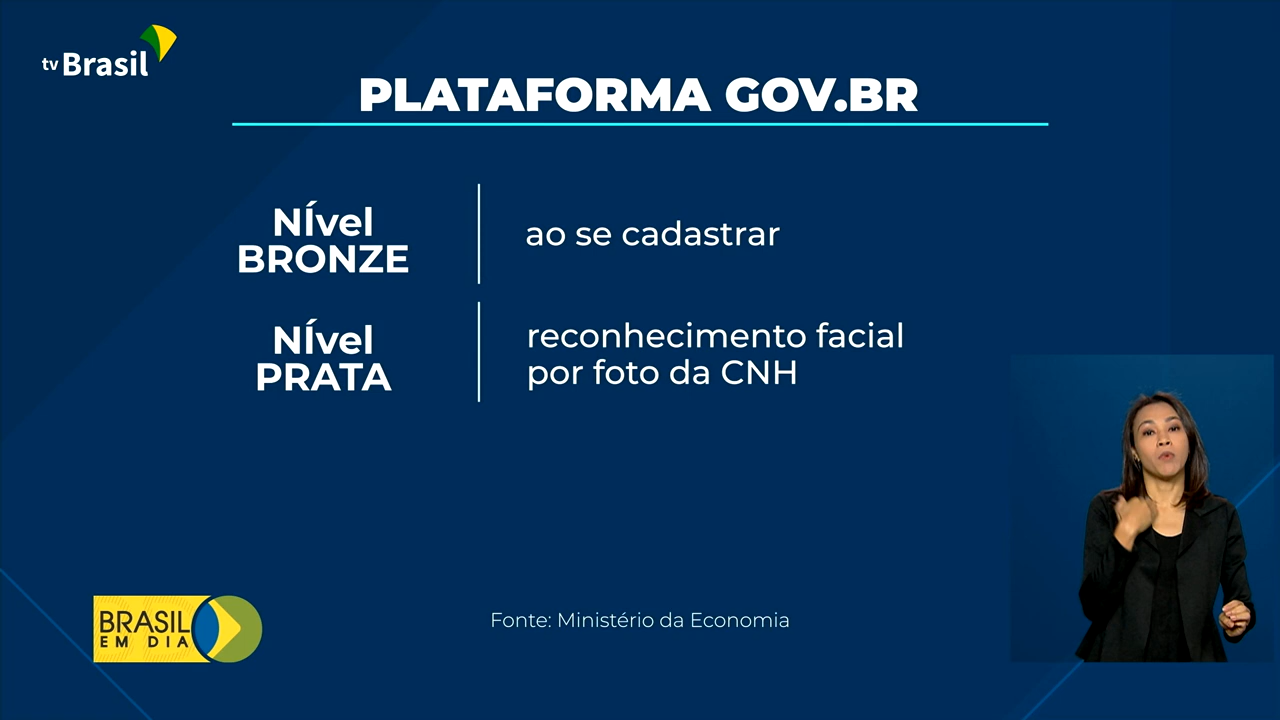 tv Brasil
PLATAFORMA GOV.BR
NÍvel
BRONZE
ao se cadastrar
NÍvel
PRATA
reconhecimento facial
por foto da CNH
BRASIL
EM DIA
Fonte: Ministério da Economia